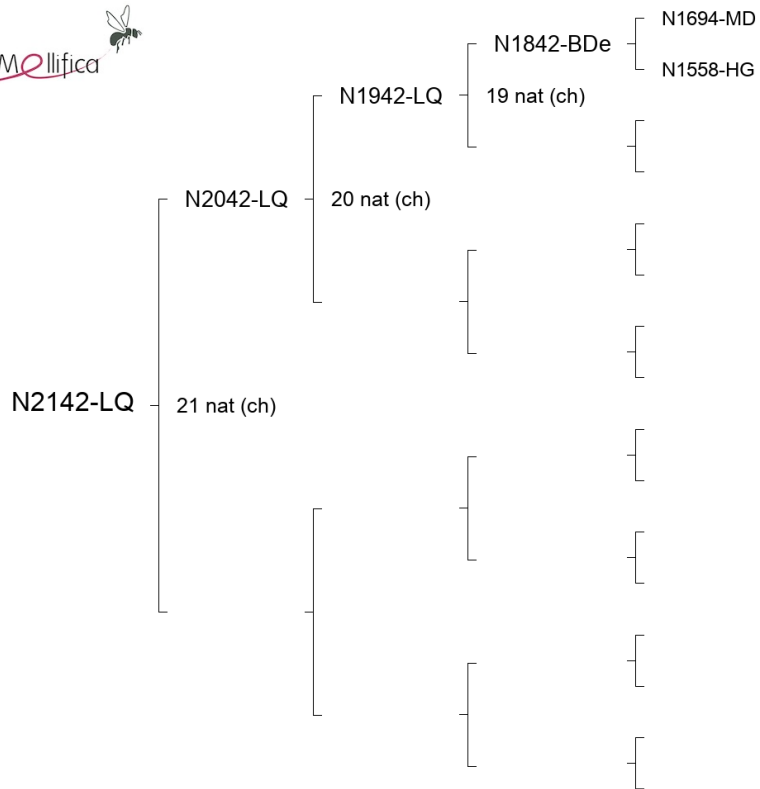 Mellifica
N1694-MD
N1842-BDe
N1558-HG
N1942-LQ
19 nat (ch)
N2042-LQ
20 nat (ch)
N2142-LQ
21 nat (ch)